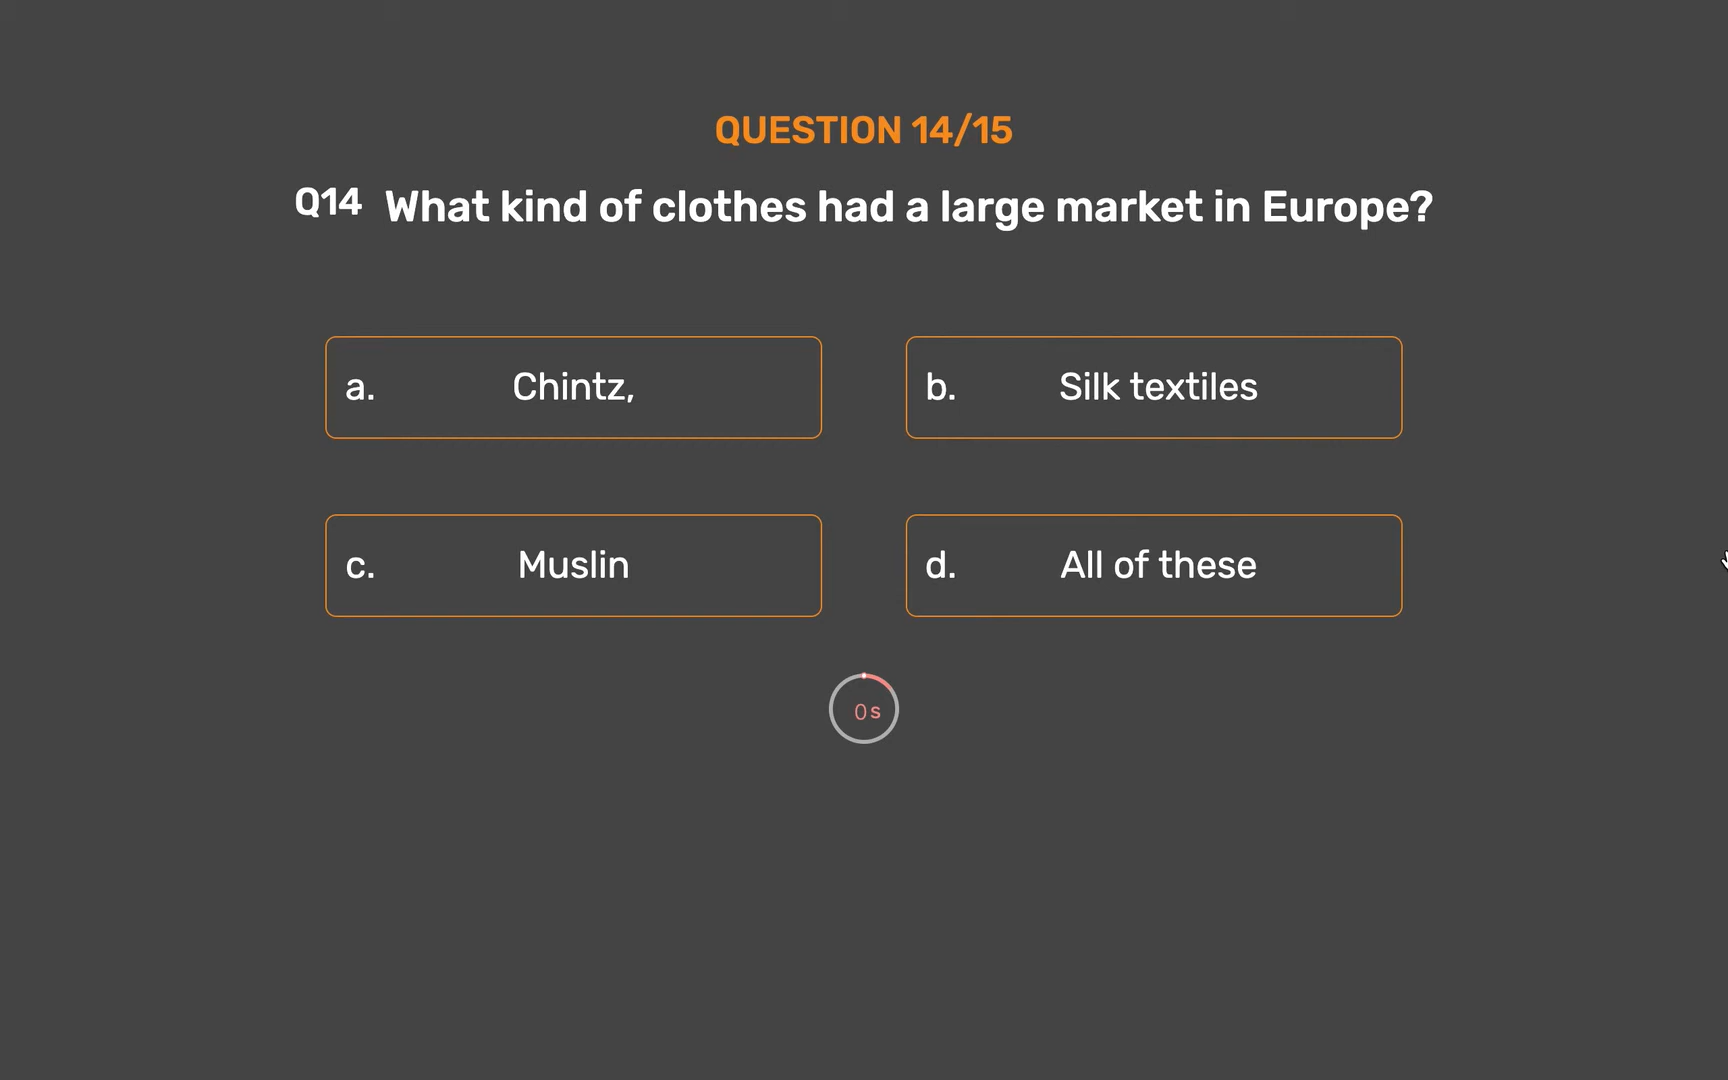 QUESTION 14/15
Q14 What kind of clothes had a large market in Europe?
a. Chintz,
b. Silk textiles
c. Muslin
d. All of these
0s